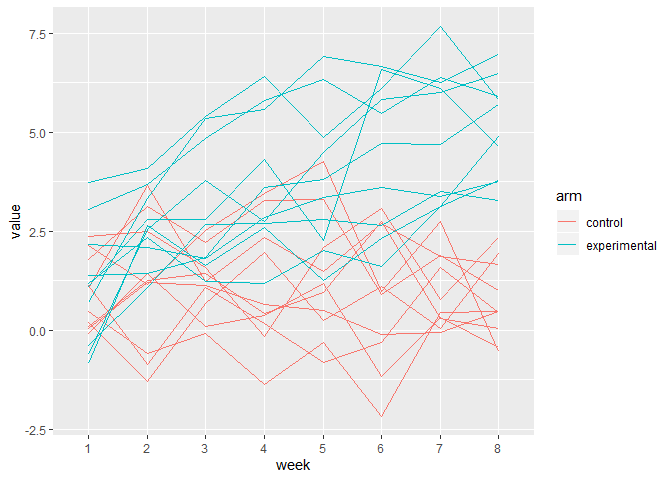 7.5
5.0
2.5
0.0
-2.5
value
1 2 3 4 5 6 7 8
week
arm
control
experimental